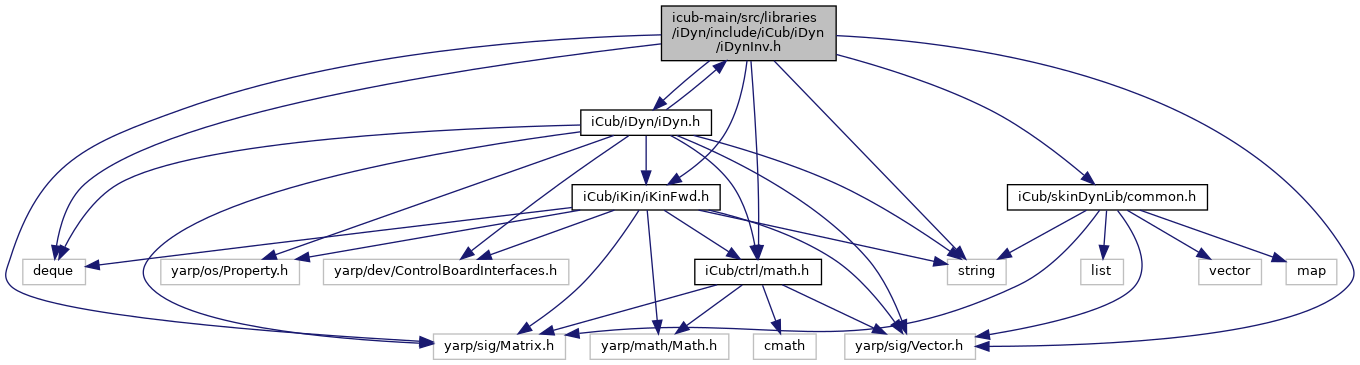 icub-main/src/libraries
/iDyn/include/iCub/iDyn
/iDynInv.h
iCub/iDyn/iDyn.h
iCub/iKin/iKinFwd.h
iCub/skinDynLib/common.h
deque
yarp/os/Property.h
yarp/dev/ControlBoardInterfaces.h
iCub/ctrl/math.h
string
list
vector
map
yarp/sig/Matrix.h
yarp/math/Math.h
cmath
yarp/sig/Vector.h